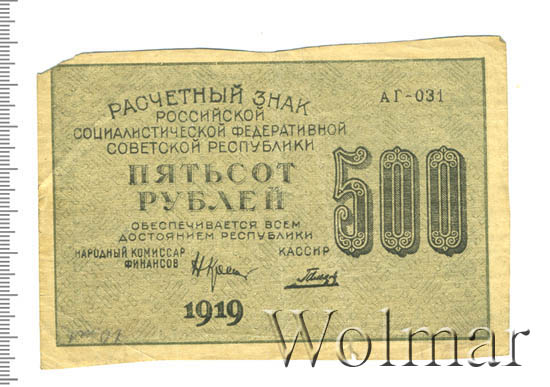 РАСЧЕТНЫЙ ЗНАК
АГ-031
РОССИЙСКОЙ
СОЦИАЛИСТИЧЕСКОЙ ФЕДЕРАТИВНОЙ
СОВЕТСКОЙ РЕСПУБЛИКИ
ПЯТЬСОТ
РУБЛЕЙ
500
ОБЕСПЕЧИВАЕТСЯ ВСЕМ
ДОСТОЯНИЕМ РЕСПУБЛИКИ
НАРОДНЫЙ КОМИССАР
ФИНАНСОВ
КАССИР
1919
Wolmar